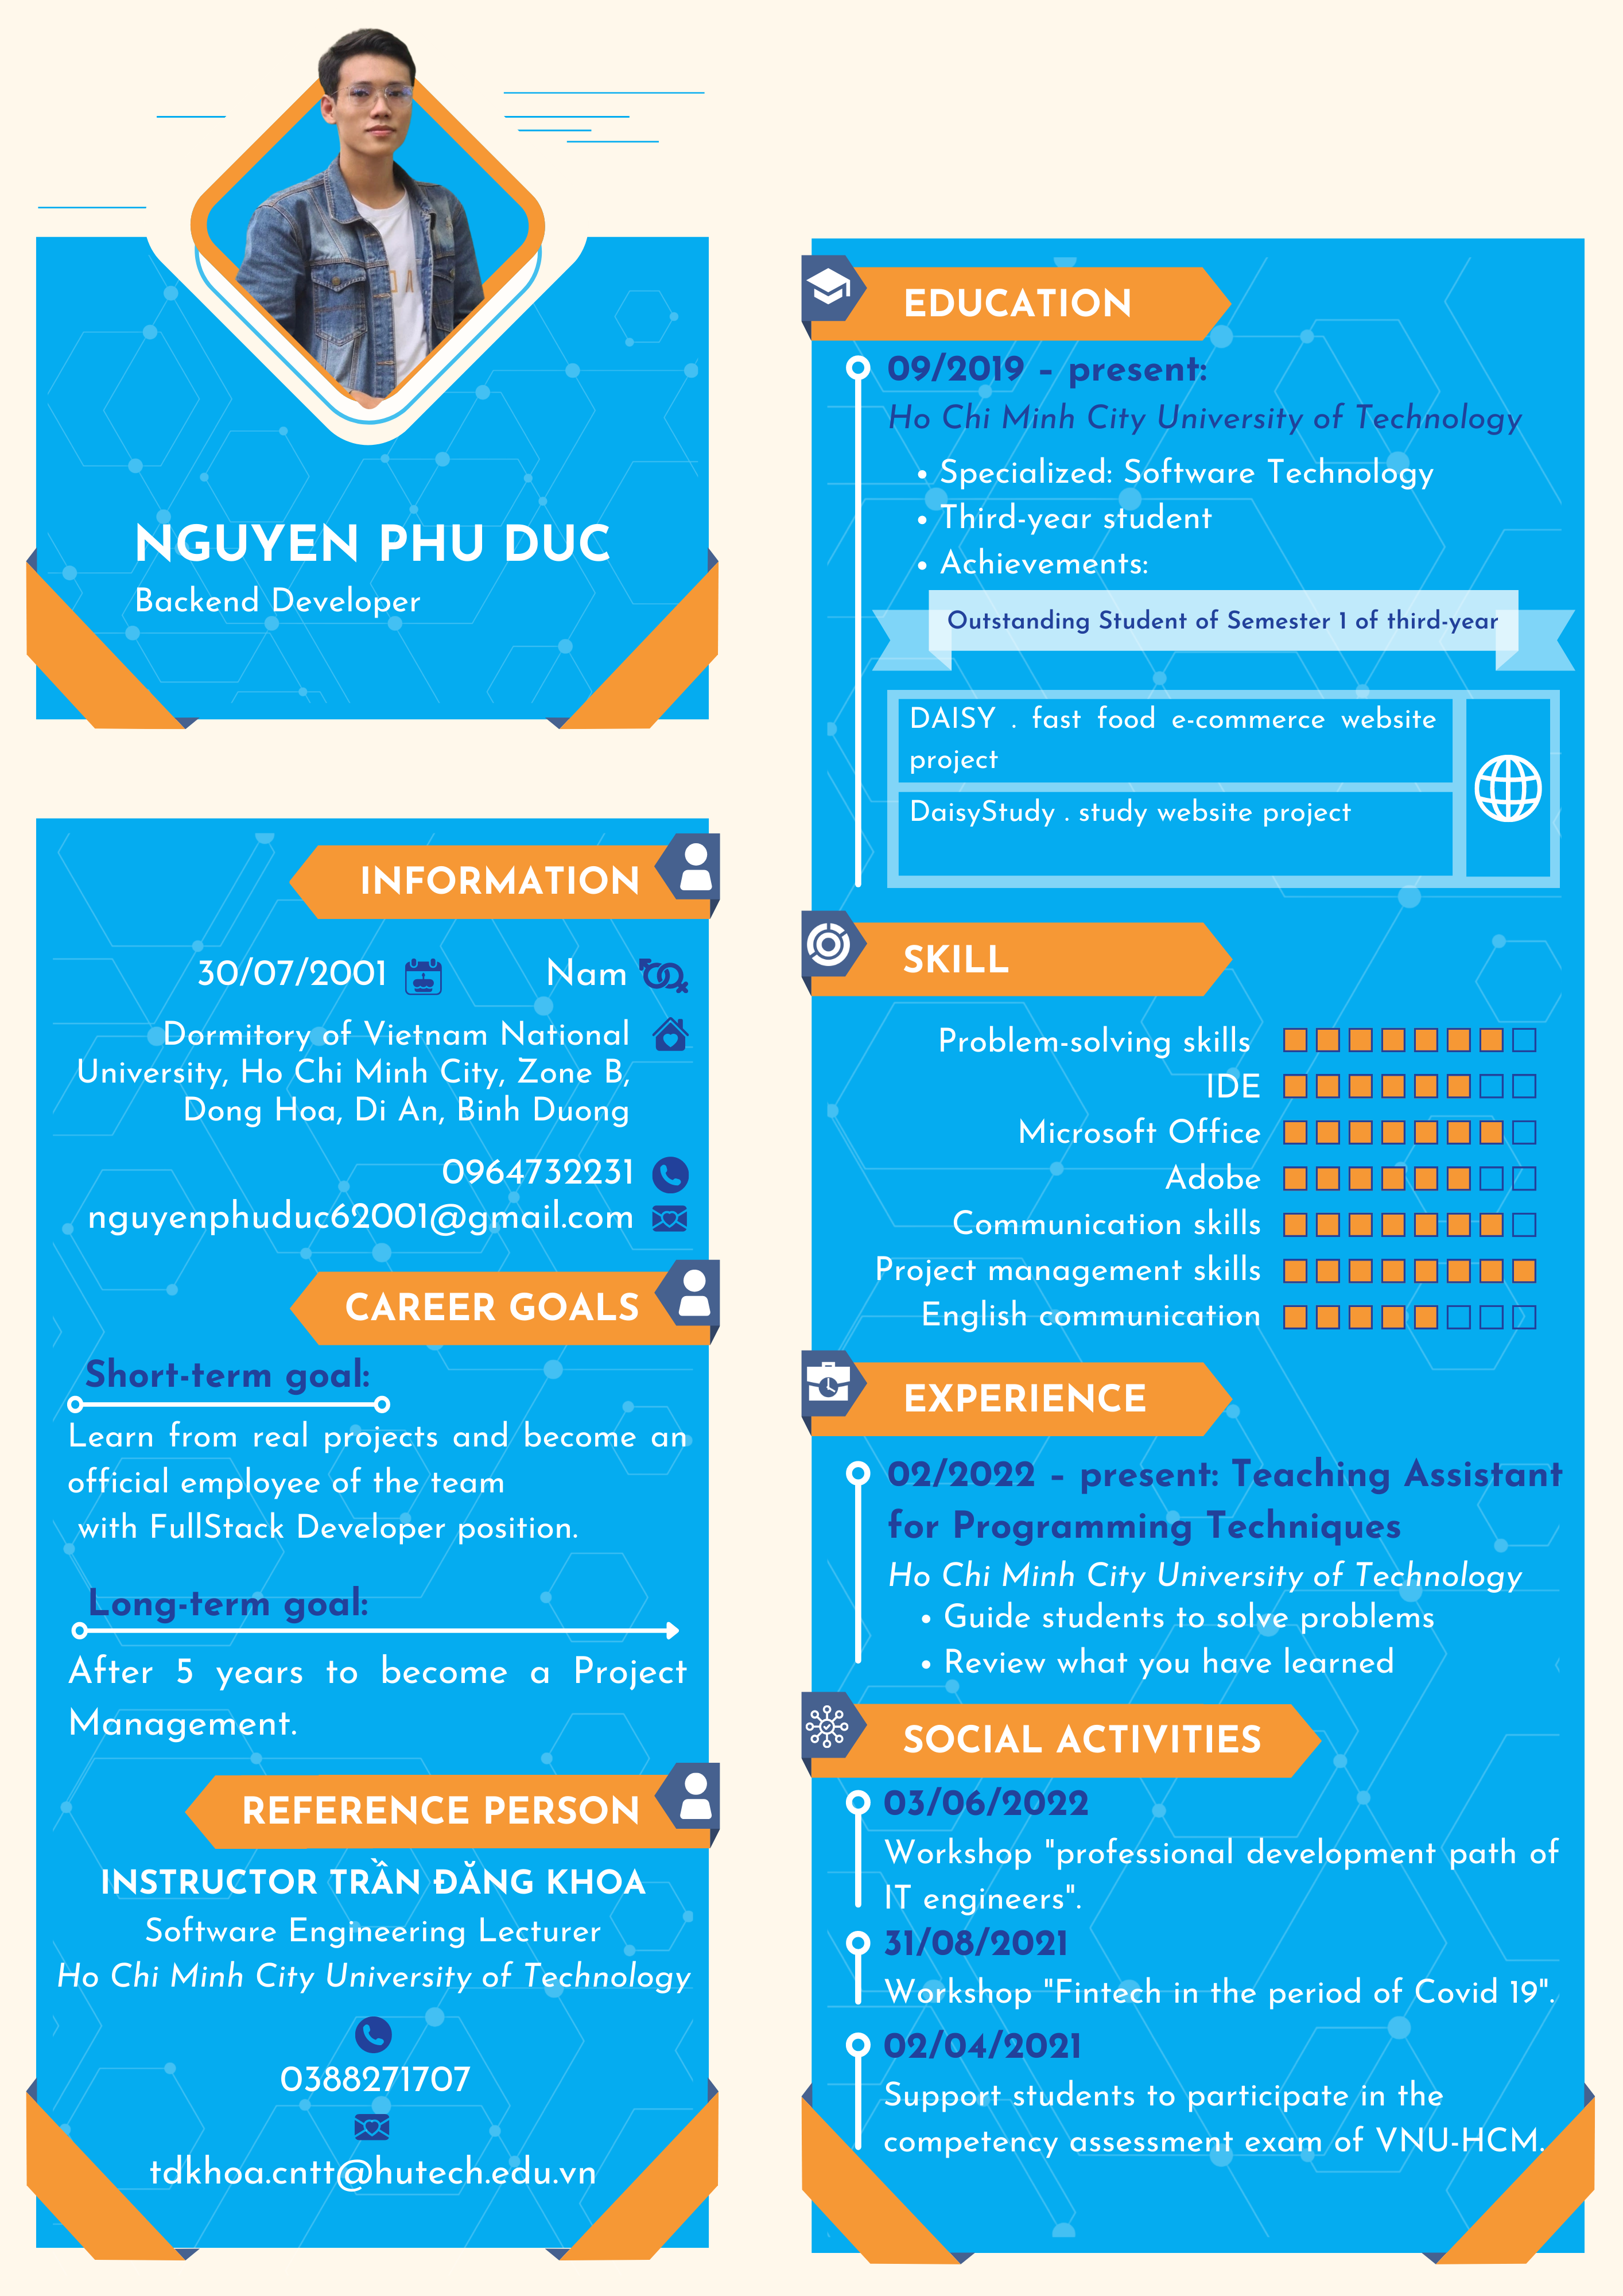 NGUYEN PHU DUC
Backend Developer
INFORMATION
30/07/2001
Nam
Dormitory of Vietnam National
University, Ho Chi Minh City, Zone B,
Dong Hoa, Di An, Binh Duong
0964732231
nguyenphuduc62001@gmail.com
CAREER GOALS
Short-term goal:
Learn from real projects and become an
official employee of the team
with FullStack Developer position.
Long-term goal:
After 5 years to become a Project
Management.
REFERENCE PERSON
INSTRUCTOR TRẦN ĐĂNG KHOA
Software Engineering Lecturer
Ho Chi Minh City University of Technology
0388271707
tdkhoa.cntt@hutech.edu.vn
EDUCATION
09/2019 – present:
Ho Chi Minh City University of Technology
• Specialized: Software Technology
• Third-year student
• Achievements:
Outstanding Student of Semester 1 of third-year
DAISY . fast food e-commerce website
project
DaisyStudy . study website project
SKILL
Problem-solving skills
IDE
Microsoft Office
Adobe
Communication skills
Project management skills
English communication
EXPERIENCE
02/2022 – present: Teaching Assistant
for Programming Techniques
Ho Chi Minh City University of Technology
• Guide students to solve problems
• Review what you have learned
SOCIAL ACTIVITIES
03/06/2022
Workshop "professional development path of
IT engineers".
31/08/2021
Workshop "Fintech in the period of Covid 19".
02/04/2021
Support students to participate in the
competency assessment exam of VNU-HCM.